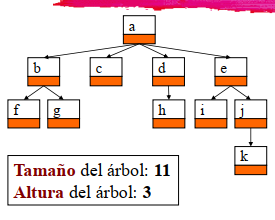 a
b c d e
f g h i j
k
Tamaño del árbol: 11
Altura del árbol: 3